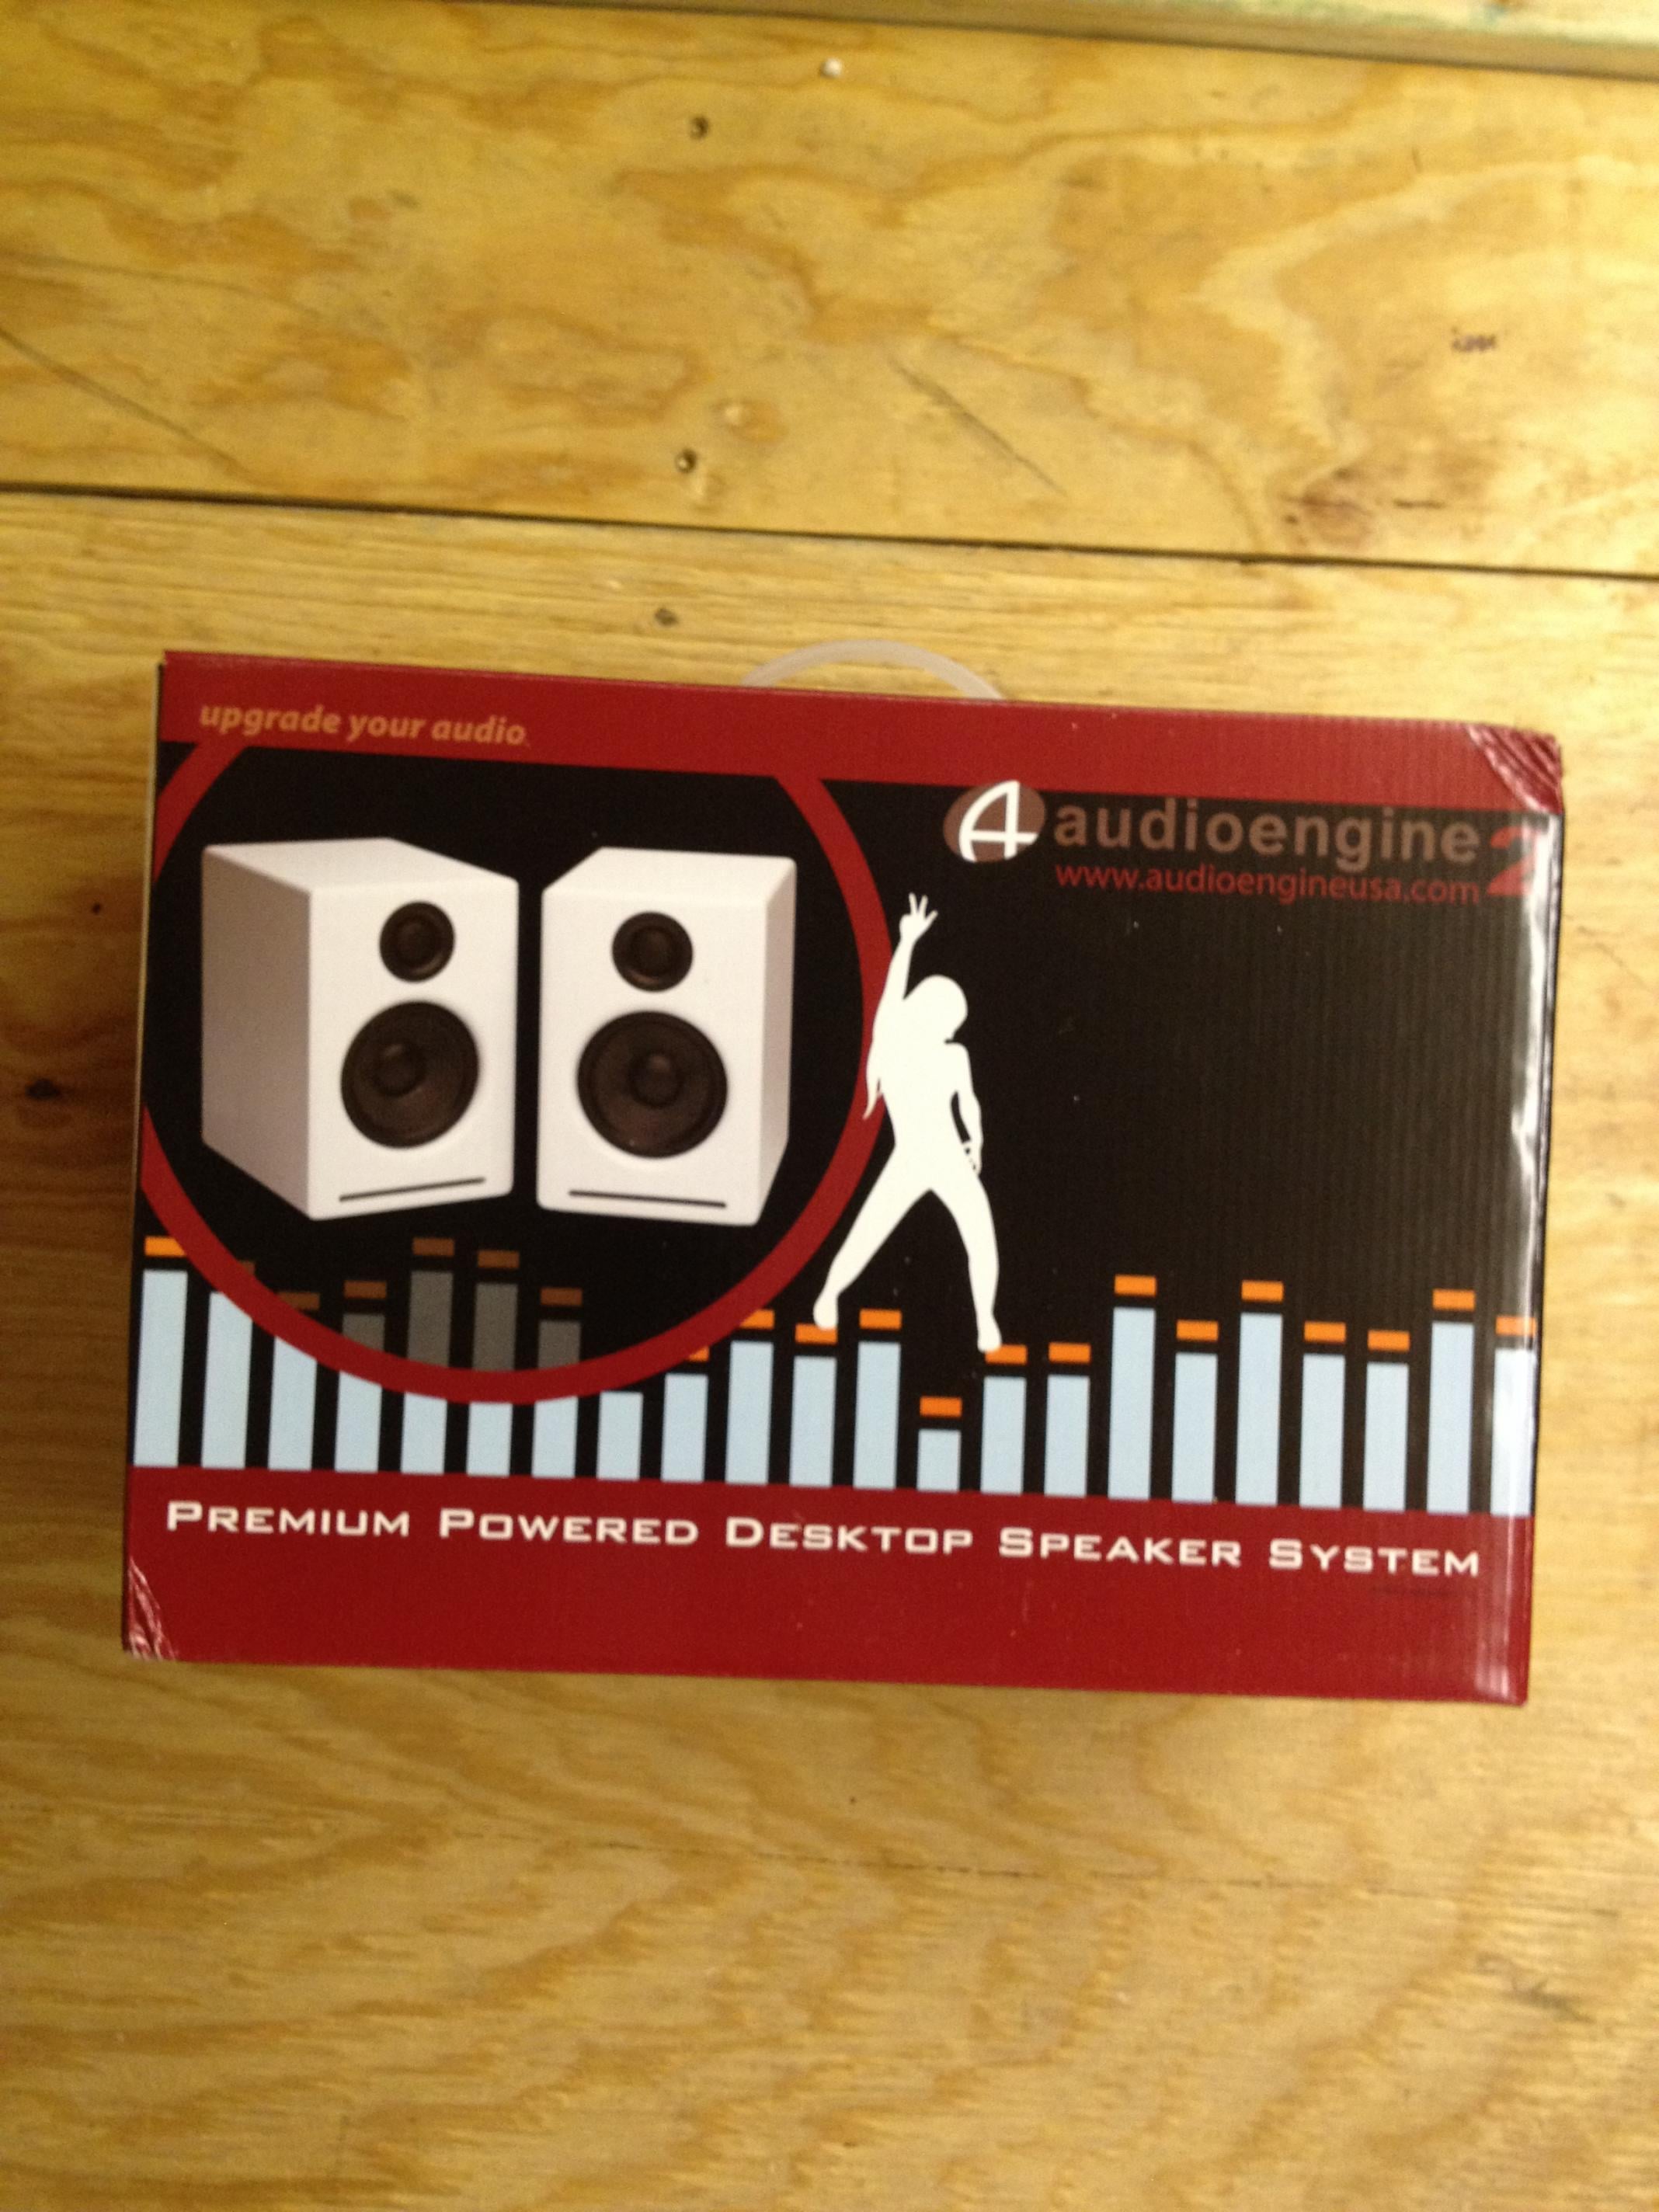 upgrade your audio
audioengine 2
www.audioengineusa.com
PREMIUM POWERED DESKTOP SPEAKER SYSTEM